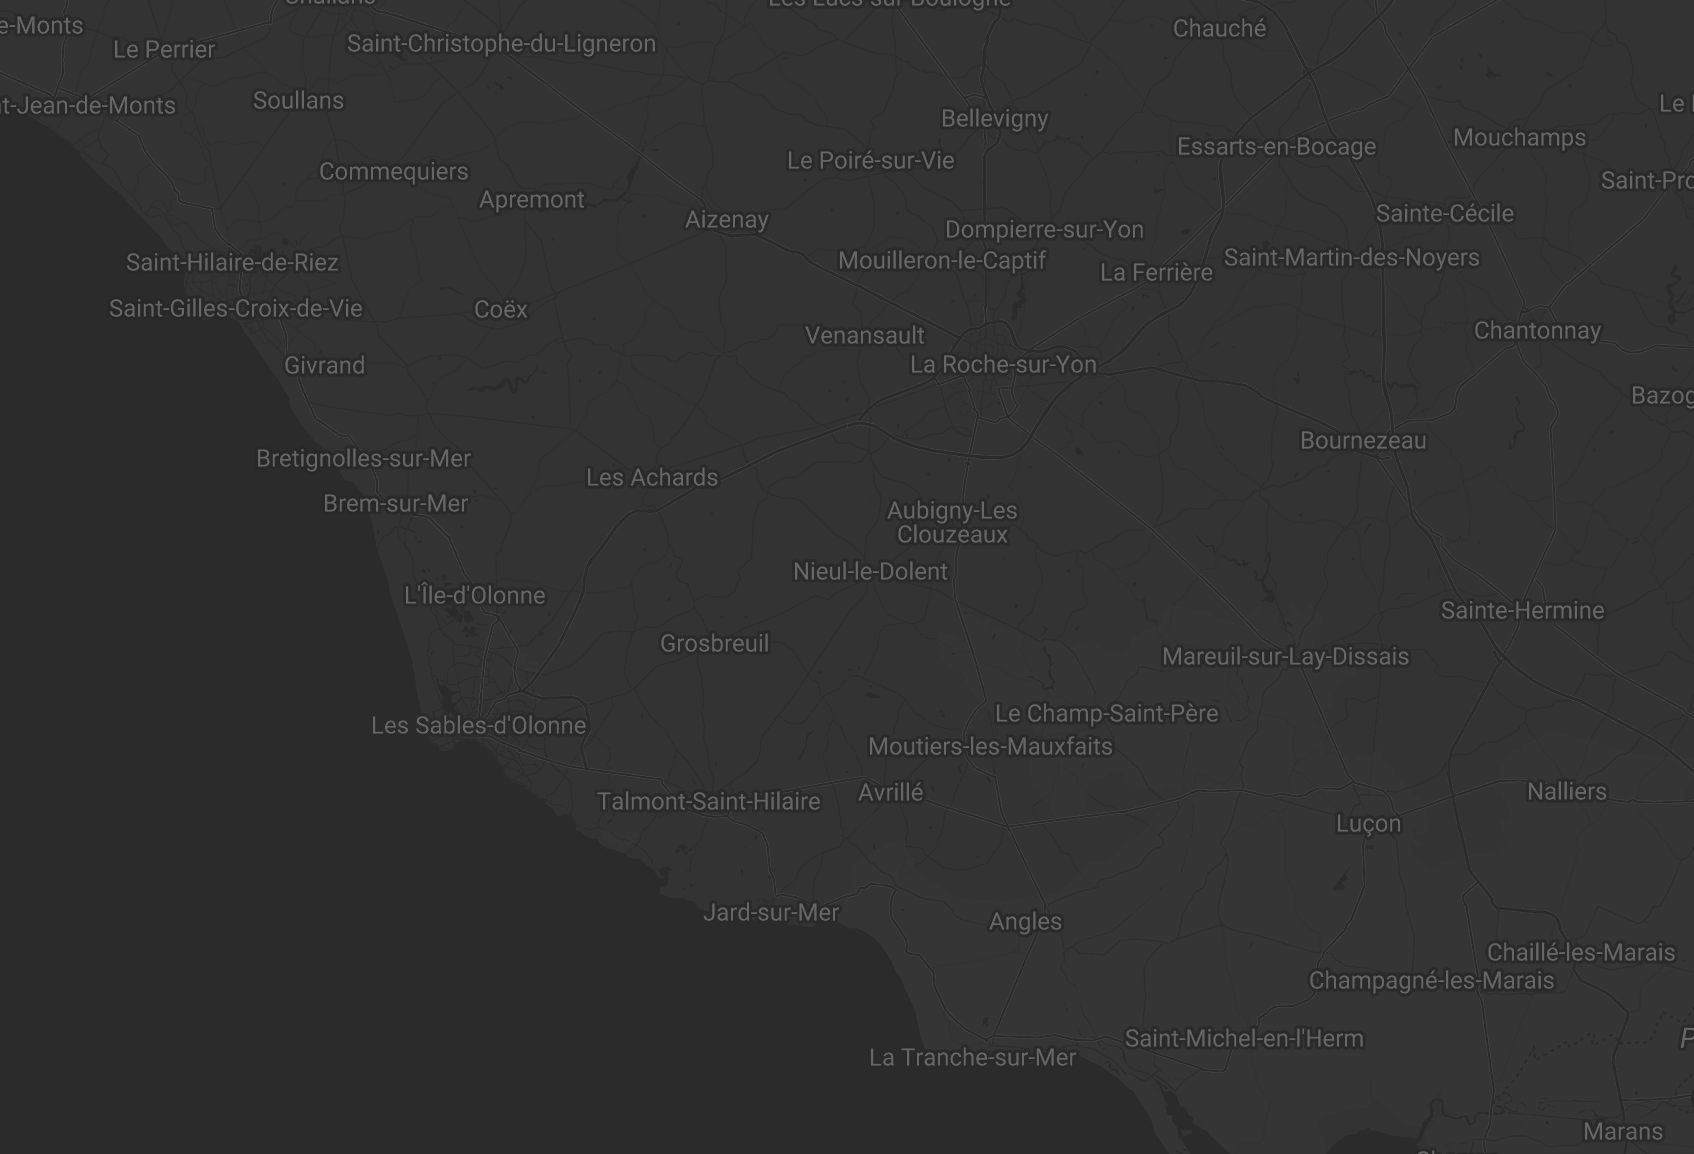 Les Lucs-sur-Boulogne
Challans
e-Monts
Chauché
Saint-Christophe-du-Ligneron
Le Perrier
Soullans
t-Jean-de-Monts
Le
Bellevigny
Mouchamps
Essarts-en-Bocage
Le Poiré-sur-Vie
Commequiers
Saint-Pro
Apremont
Sainte-Cécile
Aizenay
Dompierre-sur-Yon
Saint-Martin-des-Noyers
Mouilleron-le-Captif
Saint-Hilaire-de-Riez
La Ferrière
Saint-Gilles-Croix-de-Vie
Coëx
Chantonnay
Venansault
La Roche-sur-Yon
Givrand
Bazog
Bournezeau
Bretignolles-sur-Mer
Les Achards
Brem-sur-Mer
Aubigny-Les
Clouzeaux
Nieul-le-Dolent
L'Île-d'Olonne
Sainte-Hermine
Grosbreuil
Mareuil-sur-Lay-Dissais
Le Champ-Saint-Père
Les Sables-d'Olonne
Moutiers-les-Mauxfaits
Nalliers
Avrillé
Talmont-Saint-Hilaire
Luçon
Jard-sur-Mer
Angles
Chaillé-les-Marais
Champagné-les-Marais
Saint-Michel-en-l'Herm
P
La Tranche-sur-Mer
Marans